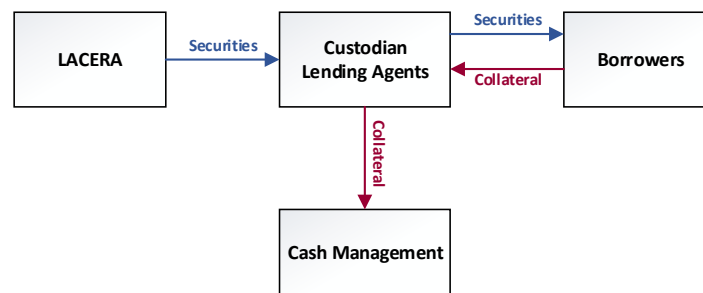 LACERA
Securities
Custodian
Lending Agents
Securities
Collateral
Borrowers
Collateral
Cash Management